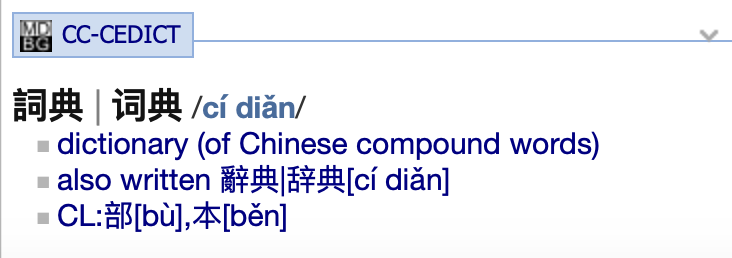 MDBG CC-CEDICT
詞典 | 词典 /cí diǎn/
dictionary (of Chinese compound words)
also written 辭典|辞典[cí diǎn]
CL:部[bù],本[běn]